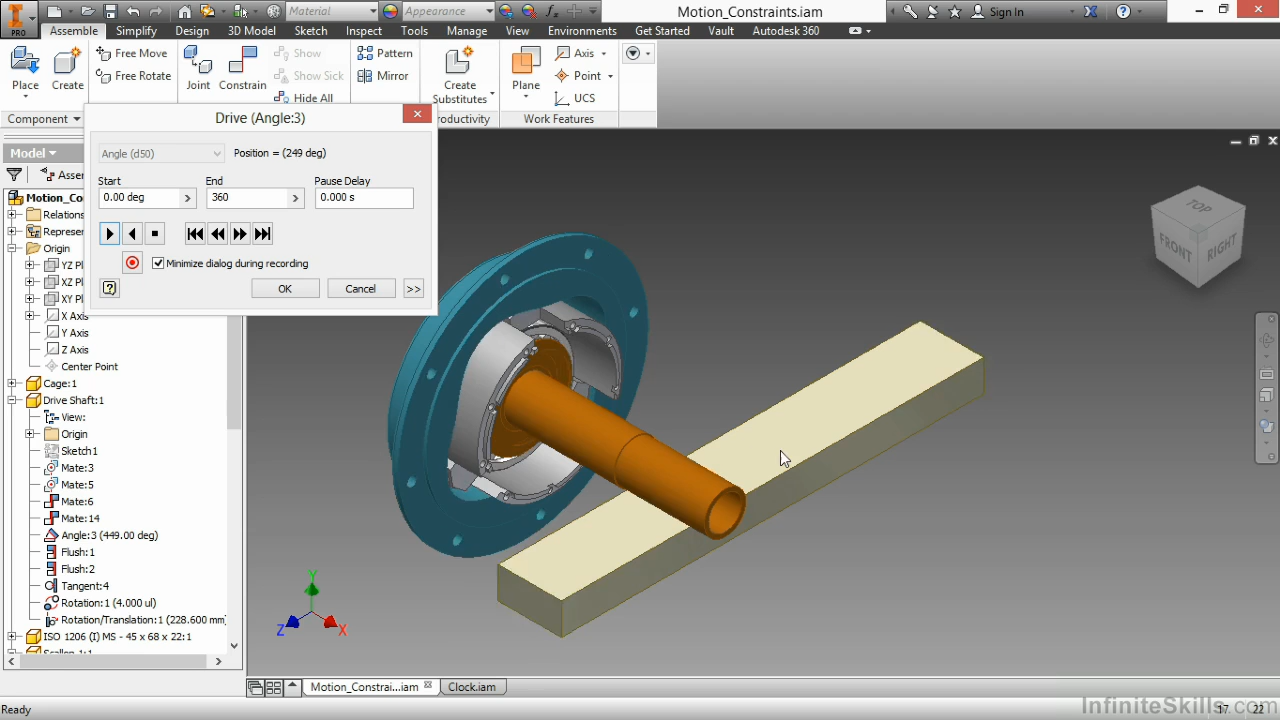 PRO
Material
Appearance
Motion_Constraints.iam
Sign In
Assemble Simplify Design 3D Model Sketch Inspect Tools Manage View Environments Get Started Vault Autodesk 360
Place
Create
Free Move
Free Rotate
Joint
Constrain
Show
Show Sick
Hide All
Pattern
Mirror
Create
Substitutes
Plane
Axis
Point
UCS
Component
oductivity
Work Features
Drive (Angle:3)
Angle (d50)
Position = (249 deg)
Start
End
Pause Delay
0.00 deg
360
0.000 s
Minimize dialog during recording
OK
Cancel
>>
Model
Assem
Motion_Con
Relations
Represen
Origin
YZ Pl
XZ Pl
XY Pl
X Axis
Y Axis
Z Axis
Center Point
Cage:1
Drive Shaft:1
View:
Origin
Sketch1
Mate:3
Mate:5
Mate:6
Mate:14
Angle:3 (449.00 deg)
Flush:1
Flush:2
Tangent:4
Rotation:1 (4.000 ul)
Rotation/Translation:1 (228.600 mm)
ISO 1206 (I) MS - 45 x 68 x 22:1
TOP
FRONT
RIGHT
Y
Z
X
Motion_Constrai...iam
Clock.iam
Ready
17
22
InfiniteSkills.com